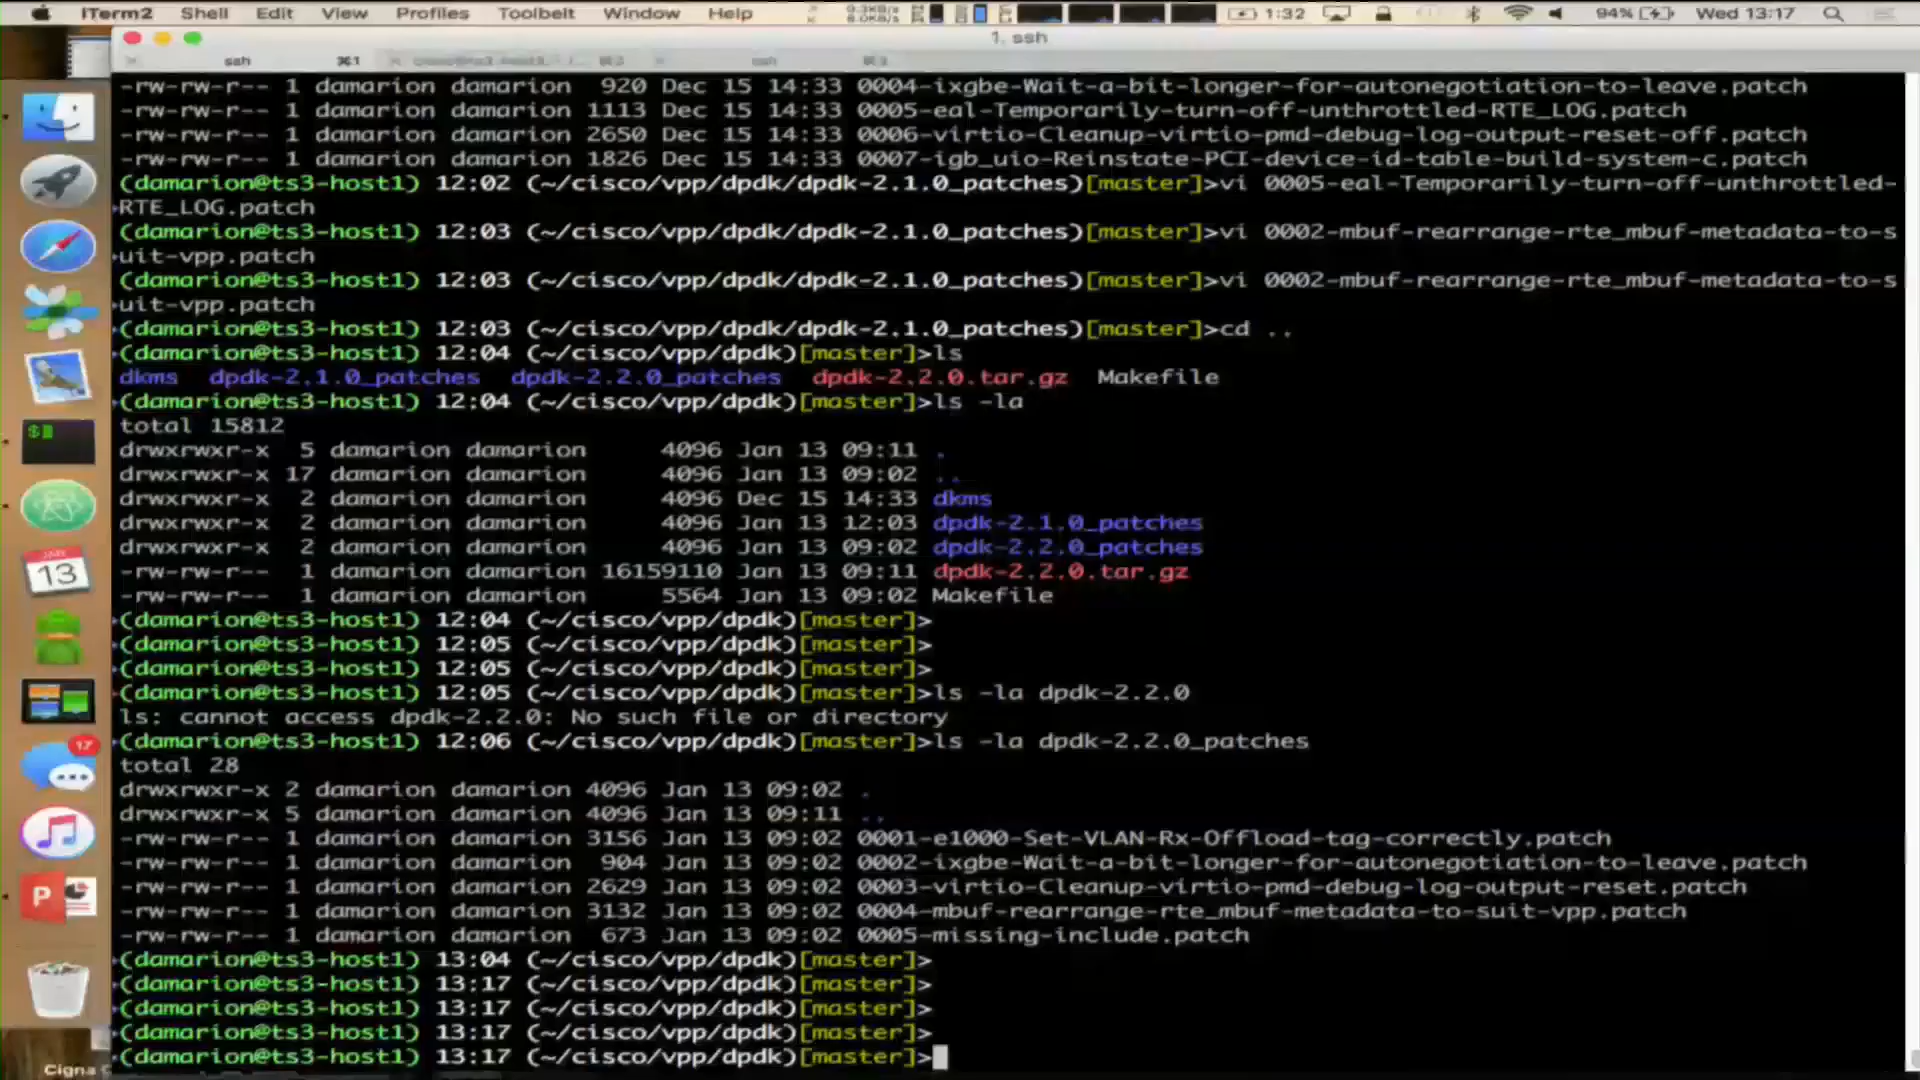 iTerm2 Shell Edit View Profiles Toolbelt Window Help 1:32 94% Wed 13:17
1. ssh
ssh ⌘1 ssh
-rw-rw-r-- 1 damarion damarion 920 Dec 15 14:33 0004-ixgbe-Wait-a-bit-longer-for-autonegotiation-to-leave.patch
-rw-rw-r-- 1 damarion damarion 1113 Dec 15 14:33 0005-eal-Temporarily-turn-off-unthrottled-RTE_LOG.patch
-rw-rw-r-- 1 damarion damarion 2650 Dec 15 14:33 0006-virtio-Cleanup-virtio-pmd-debug-log-output-reset-off.patch
-rw-rw-r-- 1 damarion damarion 1826 Dec 15 14:33 0007-igb_uio-Reinstate-PCI-device-id-table-build-system-c.patch
(damarion@ts3-host1) 12:02 (~/cisco/vpp/dpdk/dpdk-2.1.0_patches)[master]>vi 0005-eal-Temporarily-turn-off-unthrottled-
RTE_LOG.patch
(damarion@ts3-host1) 12:03 (~/cisco/vpp/dpdk/dpdk-2.1.0_patches)[master]>vi 0002-mbuf-rearrange-rte_mbuf-metadata-to-s
uit-vpp.patch
(damarion@ts3-host1) 12:03 (~/cisco/vpp/dpdk/dpdk-2.1.0_patches)[master]>vi 0002-mbuf-rearrange-rte_mbuf-metadata-to-s
uit-vpp.patch
(damarion@ts3-host1) 12:03 (~/cisco/vpp/dpdk/dpdk-2.1.0_patches)[master]>cd ..
(damarion@ts3-host1) 12:04 (~/cisco/vpp/dpdk)[master]>ls
dkms dpdk-2.1.0_patches dpdk-2.2.0_patches dpdk-2.2.0.tar.gz Makefile
(damarion@ts3-host1) 12:04 (~/cisco/vpp/dpdk)[master]>ls -la
total 15812
drwxrwxr-x 5 damarion damarion 4096 Jan 13 09:11 .
drwxrwxr-x 17 damarion damarion 4096 Jan 13 09:02 ..
drwxrwxr-x 2 damarion damarion 4096 Dec 15 14:33 dkms
drwxrwxr-x 2 damarion damarion 4096 Jan 13 12:03 dpdk-2.1.0_patches
drwxrwxr-x 2 damarion damarion 4096 Jan 13 09:02 dpdk-2.2.0_patches
-rw-rw-r-- 1 damarion damarion 16159110 Jan 13 09:11 dpdk-2.2.0.tar.gz
-rw-rw-r-- 1 damarion damarion 5564 Jan 13 09:02 Makefile
(damarion@ts3-host1) 12:04 (~/cisco/vpp/dpdk)[master]>
(damarion@ts3-host1) 12:05 (~/cisco/vpp/dpdk)[master]>
(damarion@ts3-host1) 12:05 (~/cisco/vpp/dpdk)[master]>
(damarion@ts3-host1) 12:05 (~/cisco/vpp/dpdk)[master]>ls -la dpdk-2.2.0
ls: cannot access dpdk-2.2.0: No such file or directory
(damarion@ts3-host1) 12:06 (~/cisco/vpp/dpdk)[master]>ls -la dpdk-2.2.0_patches
total 28
drwxrwxr-x 2 damarion damarion 4096 Jan 13 09:02 .
drwxrwxr-x 5 damarion damarion 4096 Jan 13 09:11 ..
-rw-rw-r-- 1 damarion damarion 3156 Jan 13 09:02 0001-e1000-Set-VLAN-Rx-Offload-tag-correctly.patch
-rw-rw-r-- 1 damarion damarion 904 Jan 13 09:02 0002-ixgbe-Wait-a-bit-longer-for-autonegotiation-to-leave.patch
-rw-rw-r-- 1 damarion damarion 2629 Jan 13 09:02 0003-virtio-Cleanup-virtio-pmd-debug-log-output-reset.patch
-rw-rw-r-- 1 damarion damarion 3132 Jan 13 09:02 0004-mbuf-rearrange-rte_mbuf-metadata-to-suit-vpp.patch
-rw-rw-r-- 1 damarion damarion 673 Jan 13 09:02 0005-missing-include.patch
(damarion@ts3-host1) 13:04 (~/cisco/vpp/dpdk)[master]>
(damarion@ts3-host1) 13:17 (~/cisco/vpp/dpdk)[master]>
(damarion@ts3-host1) 13:17 (~/cisco/vpp/dpdk)[master]>
(damarion@ts3-host1) 13:17 (~/cisco/vpp/dpdk)[master]>
(damarion@ts3-host1) 13:17 (~/cisco/vpp/dpdk)[master]>
JAN
13
17
P
Cigna